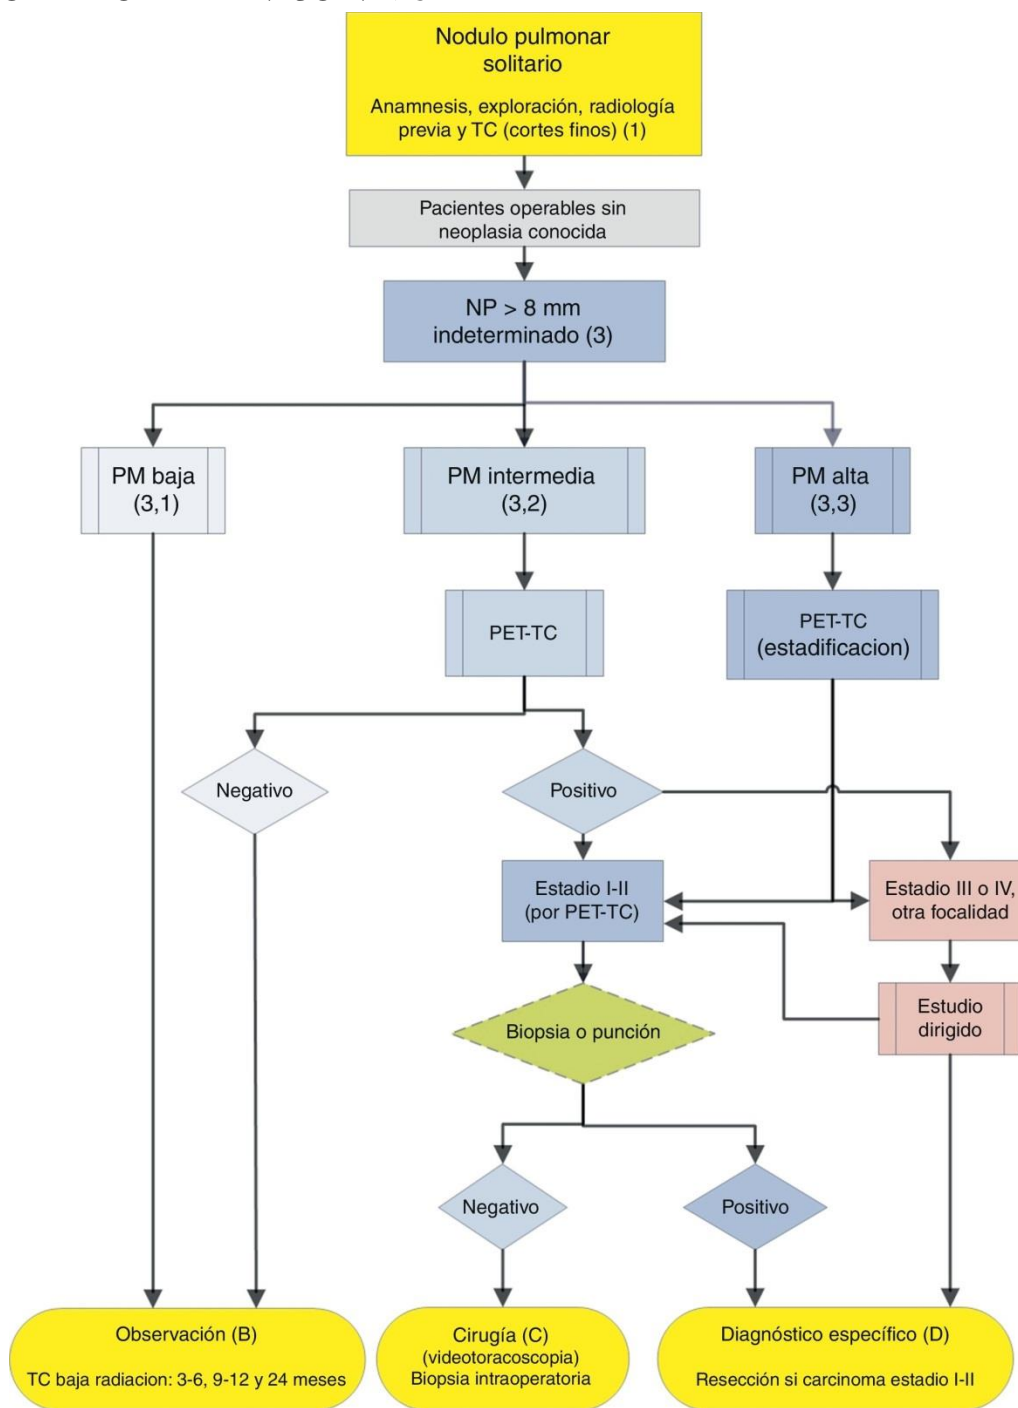 Nodulo pulmonar
solitario
Anamnesis, exploración, radiología
previa y TC (cortes finos) (1)
Pacientes operables sin
neoplasia conocida
NP > 8 mm
indeterminado (3)
PM baja
(3,1)
PM intermedia
(3,2)
PM alta
(3,3)
PET-TC
PET-TC
(estadificacion)
Negativo
Positivo
Estadio I-II
(por PET-TC)
Estadio III o IV,
otra focalidad
Biopsia o punción
Estudio
dirigido
Negativo
Positivo
Observación (B)
TC baja radiacion: 3-6, 9-12 y 24 meses
Cirugía (C)
(videotoracoscopia)
Biopsia intraoperatoria
Diagnóstico específico (D)
Resección si carcinoma estadio I-II